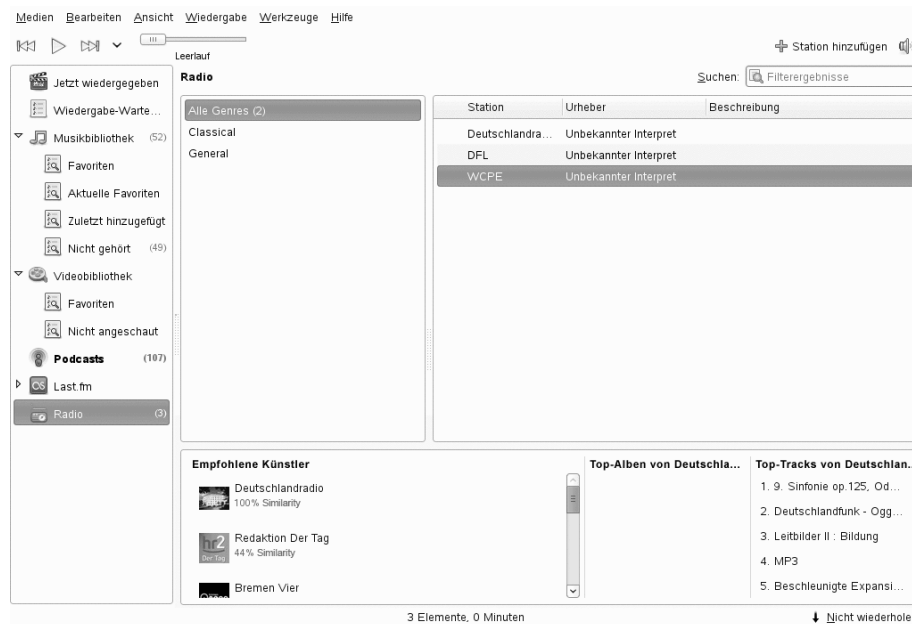 Medien Bearbeiten Ansicht Wiedergabe Werkzeuge Hilfe
Leerlauf
Station hinzufügen
Jetzt wiedergegeben
Wiedergabe-Warte...
Musikbibliothek (52)
Favoriten
Aktuelle Favoriten
Zuletzt hinzugefügt
Nicht gehört (49)
Videobibliothek
Favoriten
Nicht angeschaut
Podcasts (107)
Last.fm
Radio (3)
Radio
Suchen: Filterergebnisse
Alle Genres (2)
Classical
General
Station Urheber Beschreibung
Deutschlandra... Unbekannter Interpret
DFL Unbekannter Interpret
WCPE Unbekannter Interpret
Empfohlene Künstler
Deutschlandradio
100% Similarity
hr2
Der Tag
Redaktion Der Tag
44% Similarity
Bremen Vier
Top-Alben von Deutschla...
Top-Tracks von Deutschlan..
1. 9. Sinfonie op.125, Od...
2. Deutschlandfunk - Ogg...
3. Leitbilder II : Bildung
4. MP3
5. Beschleunigte Expansi...
3 Elemente, 0 Minuten
Nicht wiederhole